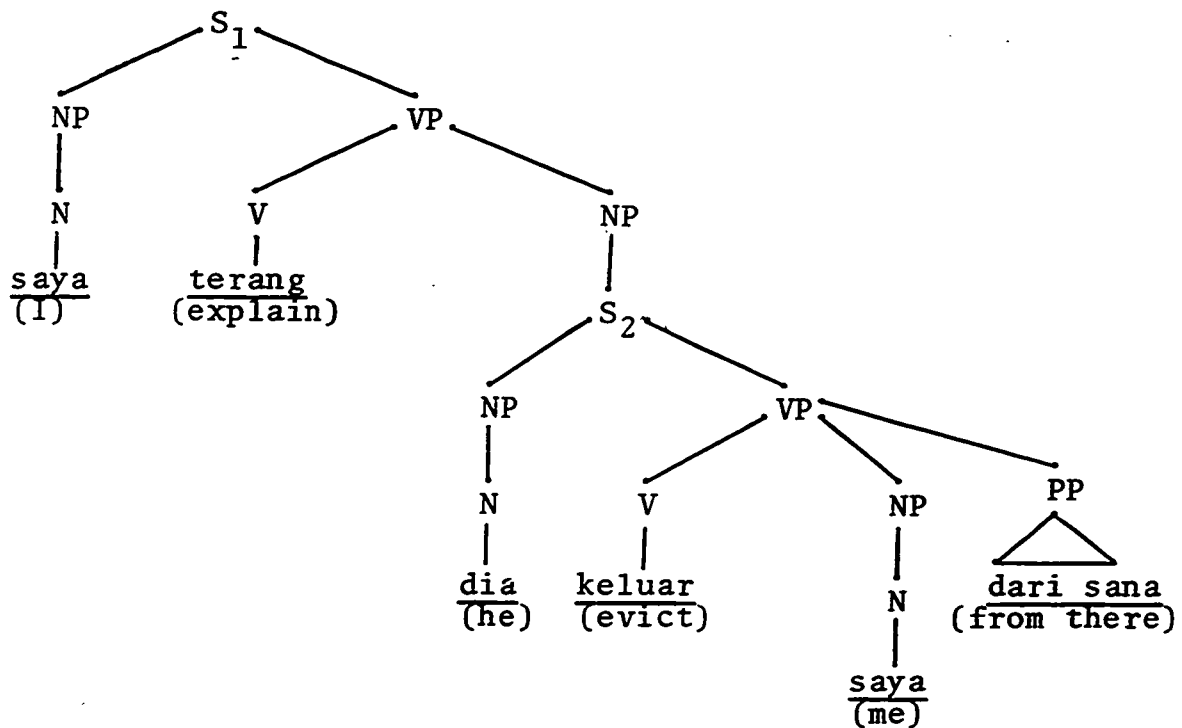 S1
NP VP
N V NP
saya terang
(I) (explain)
S2
NP VP
N V NP PP
dia keluar dari sana
(he) (evict) N (from there)
saya
(me)